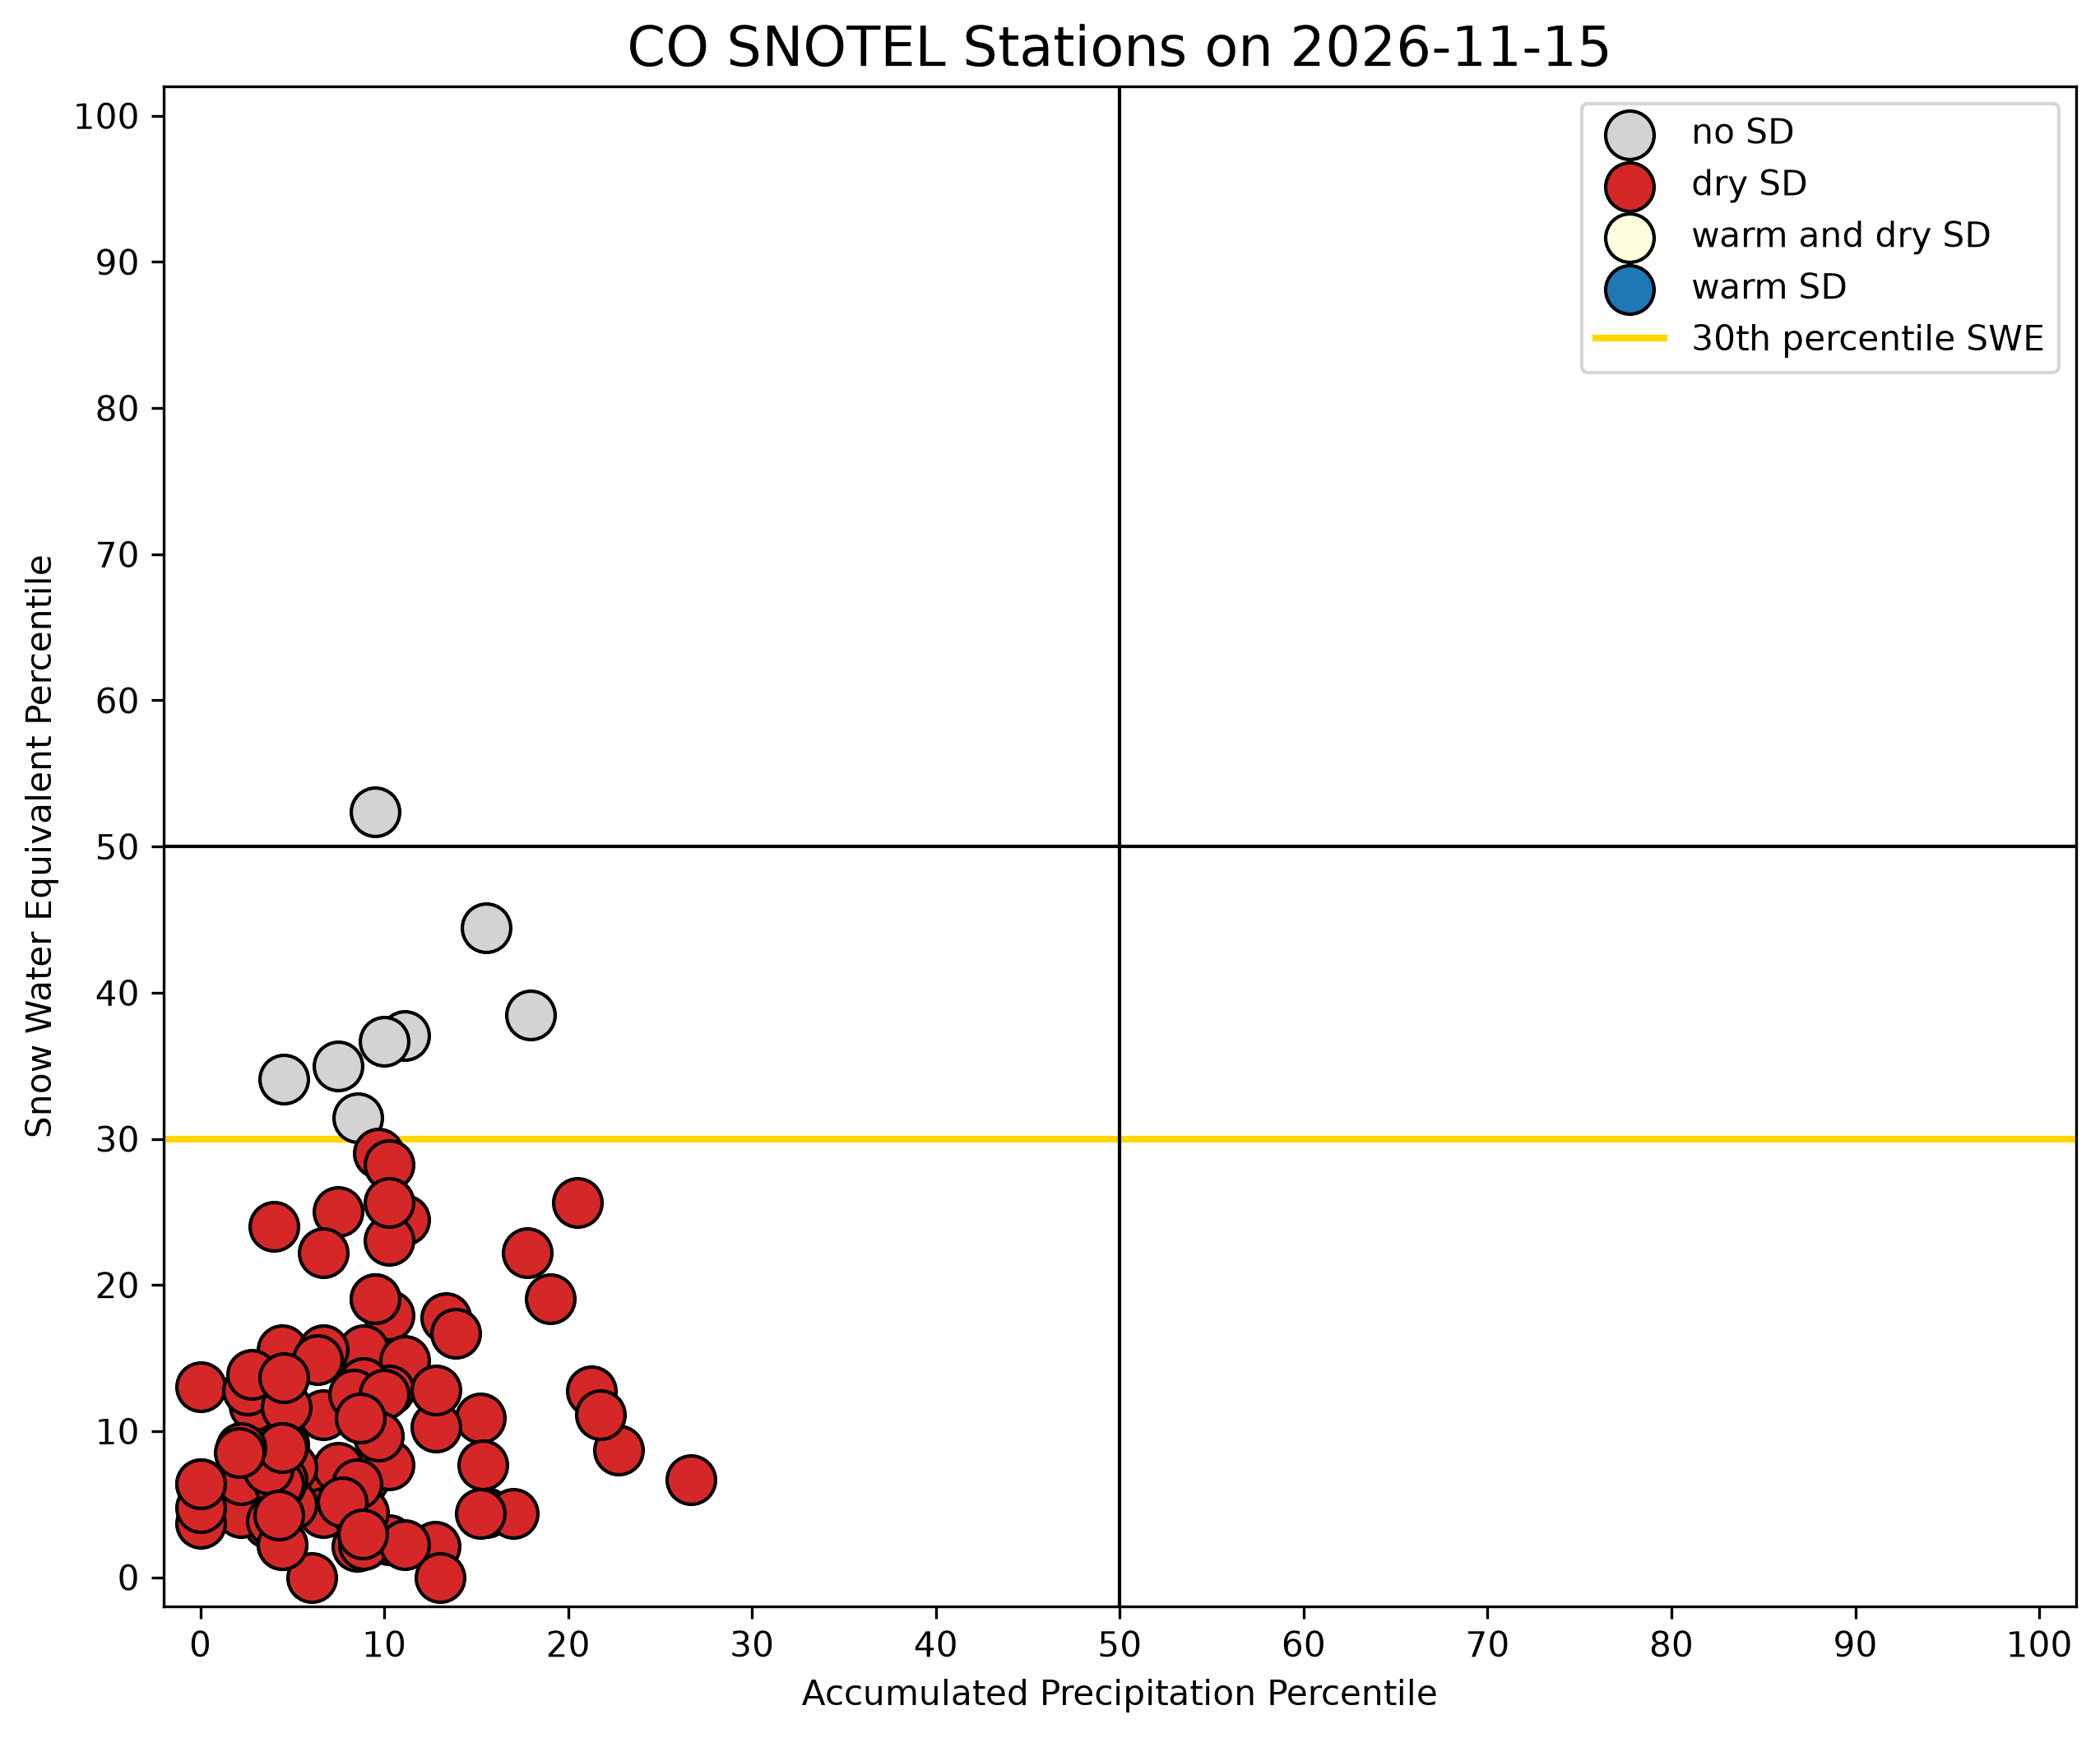 CO SNOTEL Stations on 2026-11-15
no SD
dry SD
warm and dry SD
warm SD
30th percentile SWE
Snow Water Equivalent Percentile
100
90
80
70
60
50
40
30
20
10
0
0 10 20 30 40 50 60 70 80 90 100
Accumulated Precipitation Percentile